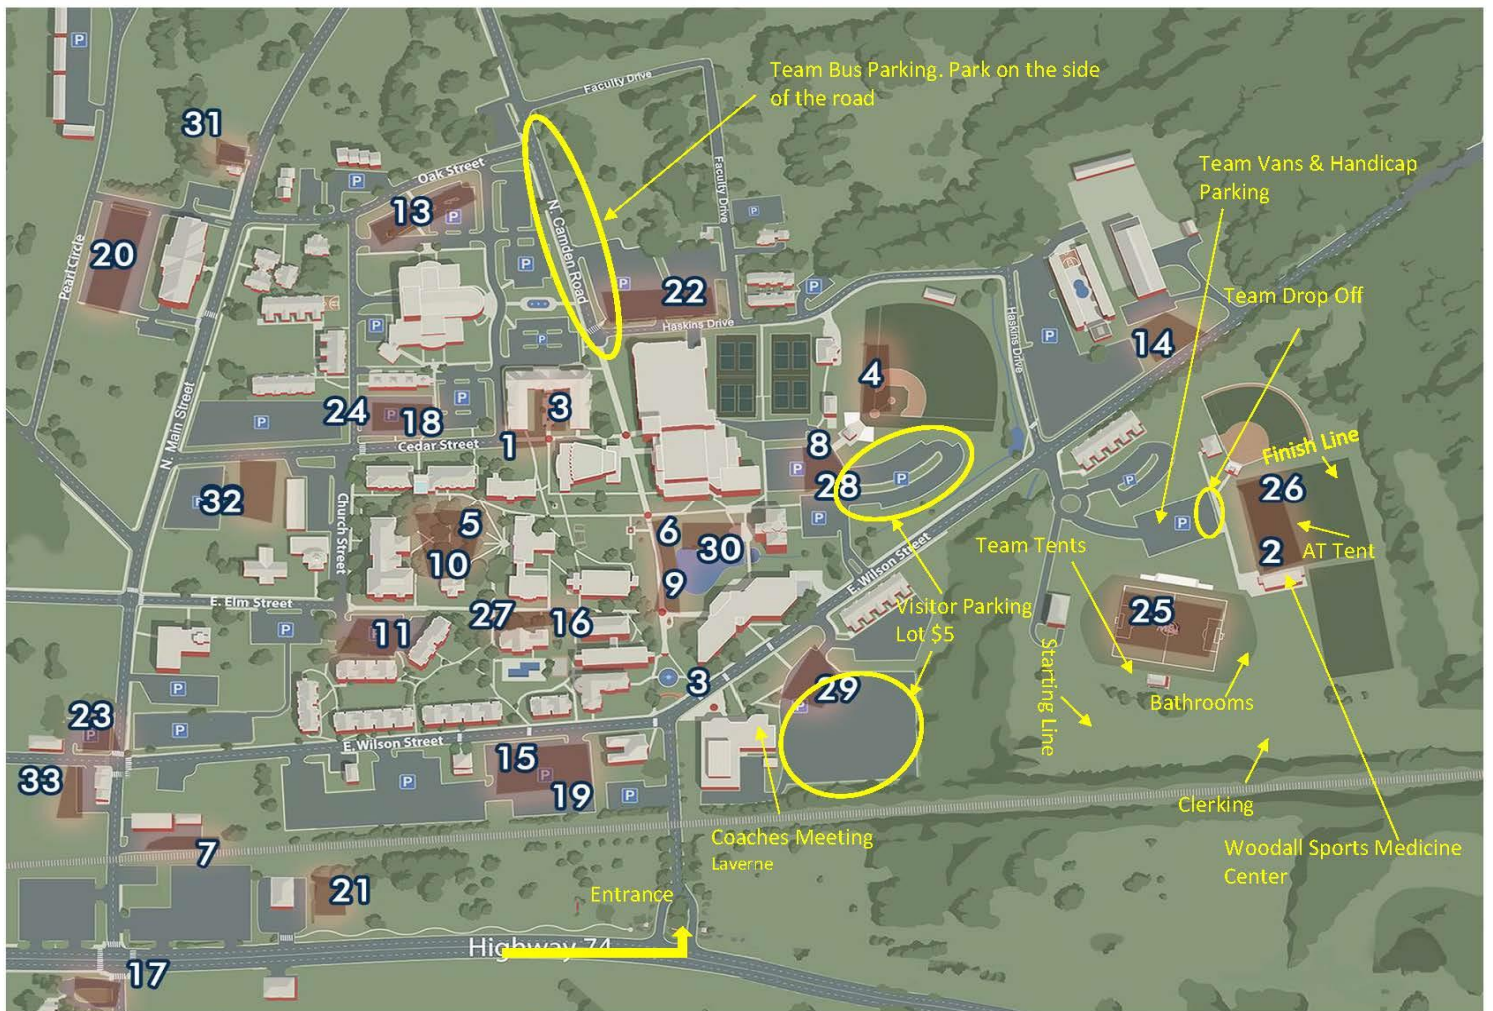 Team Bus Parking. Park on the side
of the road
Faculty Drive
P
31
Oak Street
P
Faculty Drive
Team Vans & Handicap
Parking
13
P
N. Camden Road
P
20
Pearl Circle
P
P
22
P
Haskins Drive
Team Drop Off
P
P
Haskins Drive
P
14
4
N. Main Street
P
24
18
P
3
Cedar Street
1
8
P
28
P
Finish Line
26
P
P
32
Church Street
5
6
30
P
E. Wilson Street
Team Tents
2
AT Tent
10
9
E. Elm Street
P
27
16
11
Visitor Parking
Lot $5
25
Starting Line
Bathrooms
P
3
29
P
23
P
E. Wilson Street
15
P
19
P
P
33
Clerking
7
Coaches Meeting
Laverne
Woodall Sports Medicine
Center
21
Entrance
Highway 74
17